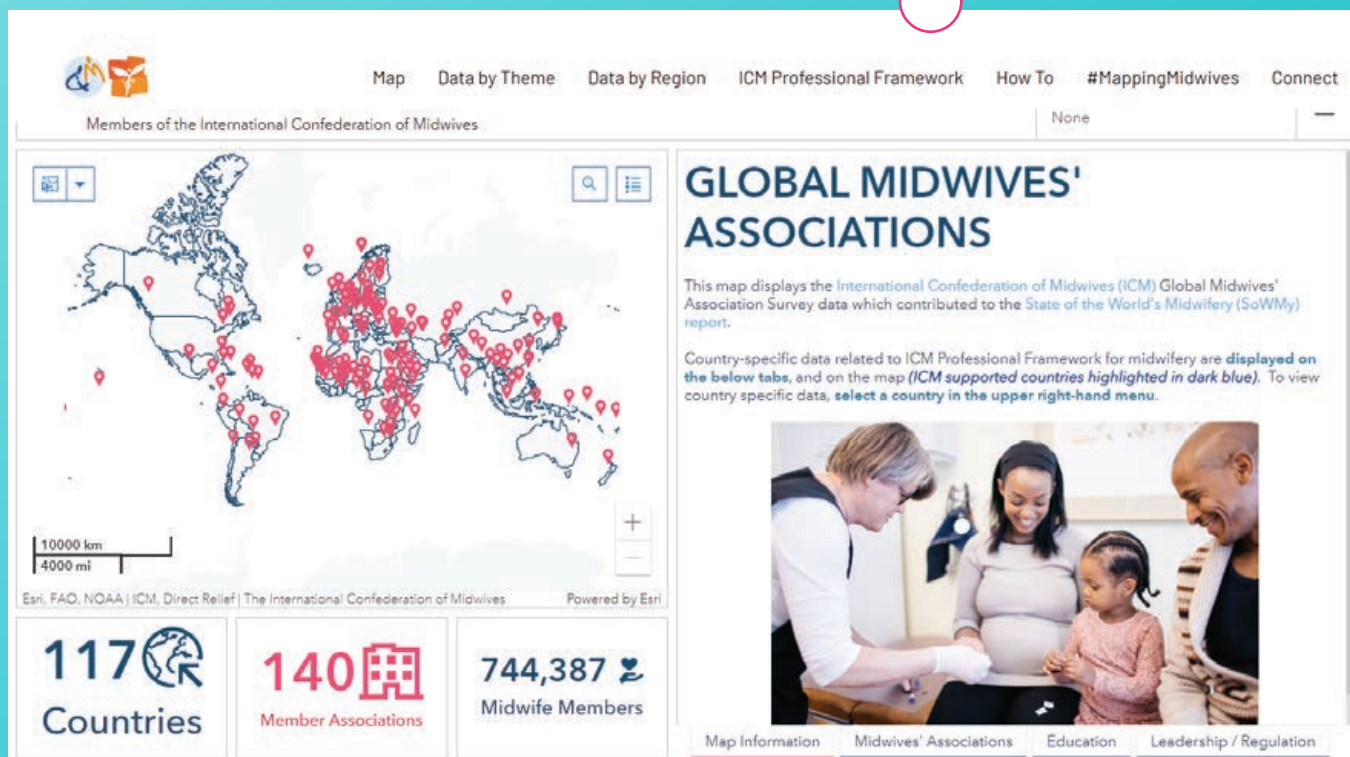 Map Data by Theme Data by Region ICM Professional Framework How To #MappingMidwives Connect
Members of the International Confederation of Midwives
None
GLOBAL MIDWIVES'
ASSOCIATIONS
This map displays the International Confederation of Midwives (ICM) Global Midwives'
Association Survey data which contributed to the State of the World's Midwifery (SoWMy)
report.
Country-specific data related to ICM Professional Framework for midwifery are displayed on
the below tabs, and on the map (ICM supported countries highlighted in dark blue). To view
country specific data, select a country in the upper right-hand menu.
10000 km
4000 mi
Esri, FAO, NOAA | ICM, Direct Relief | The International Confederation of Midwives Powered by Esri
117
Countries
140
Member Associations
744,387
Midwife Members
Map Information Midwives' Associations Education Leadership / Regulation